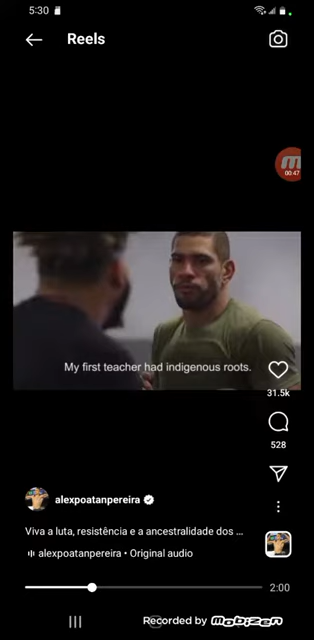 5:30
Reels
00:47
My first teacher had indigenous roots.
31.5k
528
alexpoatanpereira
Viva a luta, resistência e a ancestralidade dos ...
alexpoatanpereira • Original audio
2:00
Recorded by MobiZen